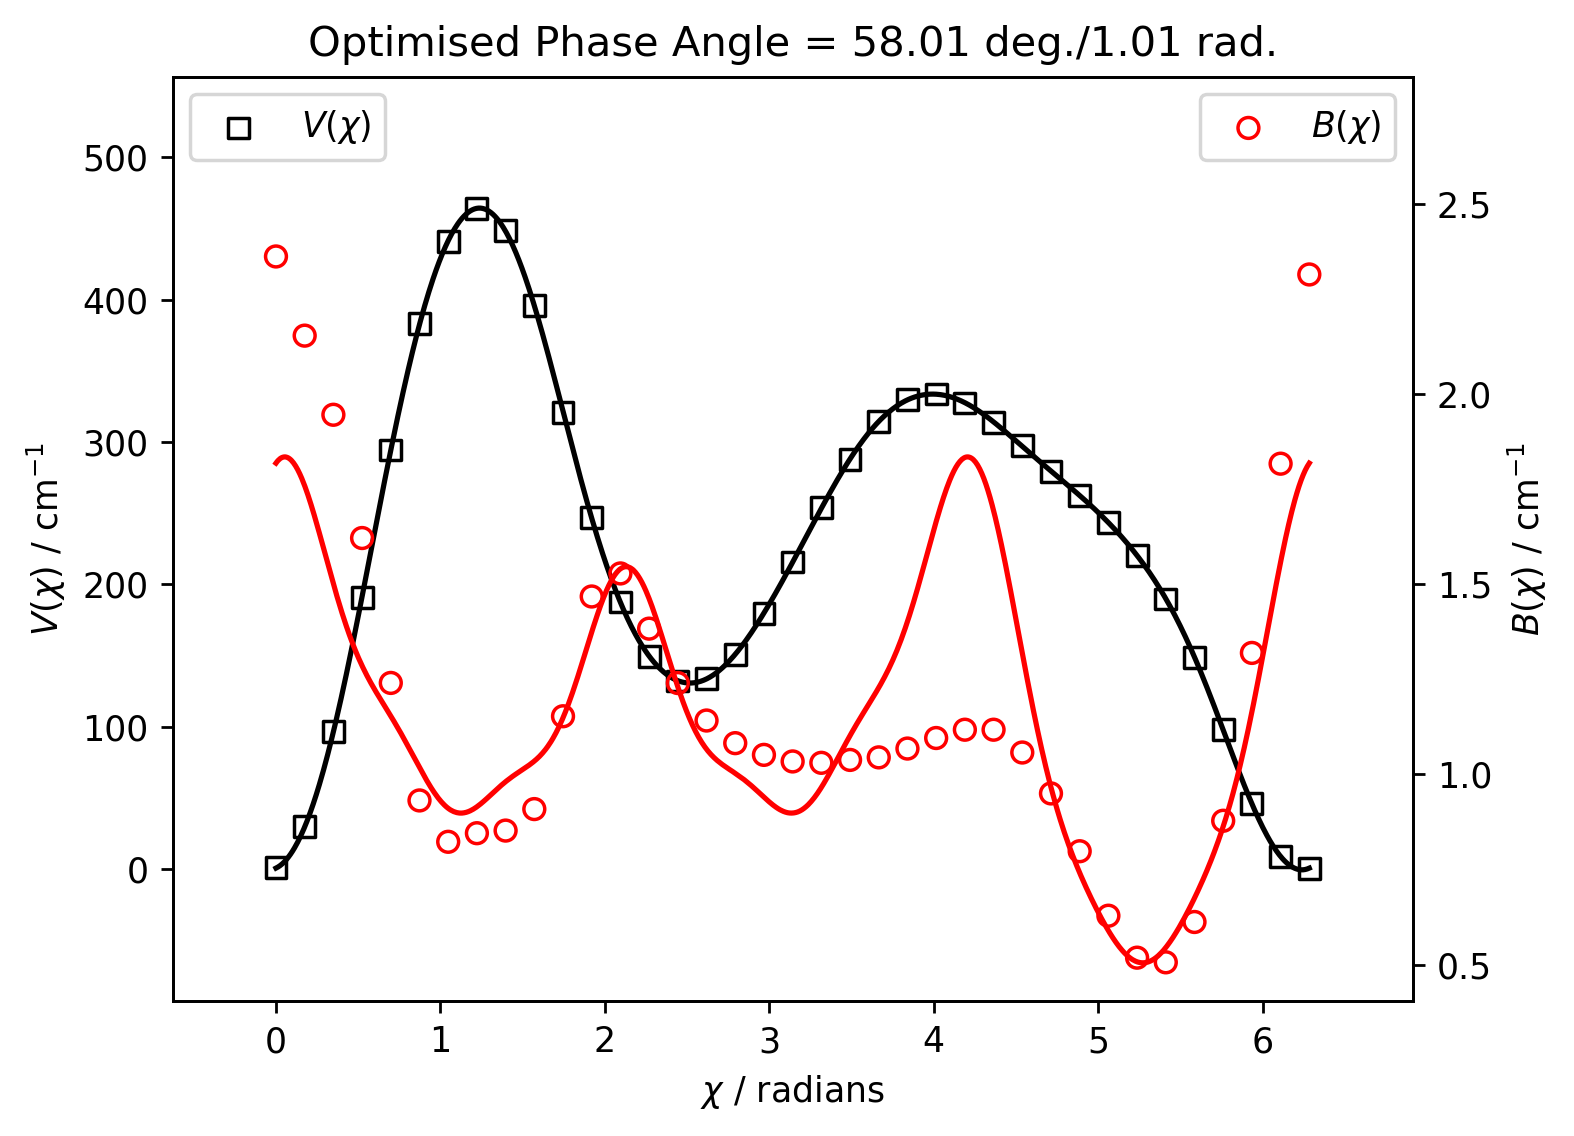 Optimised Phase Angle = 58.01 deg./1.01 rad.
V(χ)
B(χ)
500
400
300
200
100
0
V(χ) / cm⁻¹
2.5
2.0
1.5
1.0
0.5
B(χ) / cm⁻¹
0 1 2 3 4 5 6
χ / radians